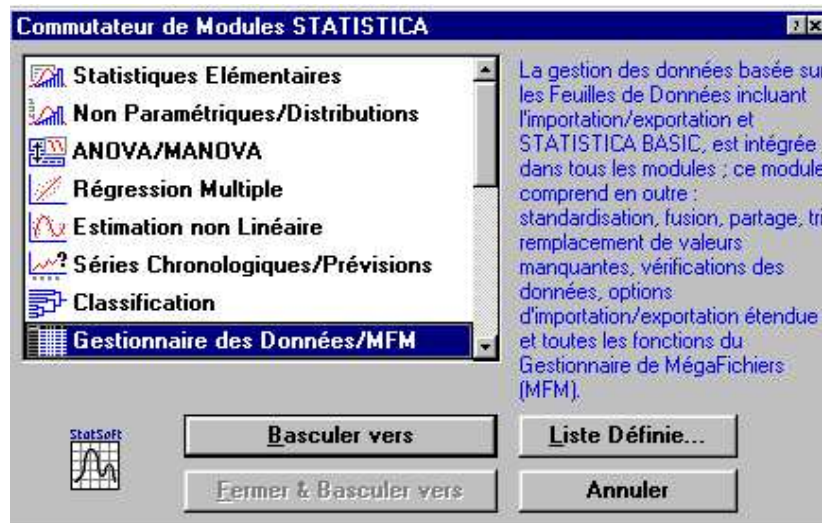 Commutateur de Modules STATISTICA
Statistiques Elémentaires
Non Paramétriques/Distributions
ANOVA/MANOVA
Régression Multiple
Estimation non Linéaire
Séries Chronologiques/Prévisions
Classification
Gestionnaire des Données/MFM
La gestion des données basée sur
les Feuilles de Données incluant
l'importation/exportation et
STATISTICA BASIC, est intégrée
dans tous les modules ; ce module
comprend en outre :
standardisation, fusion, partage, tri
remplacement de valeurs
manquantes, vérifications des
données, options
d'importation/exportation étendue
et toutes les fonctions du
Gestionnaire de MégaFichiers
(MFM).
StatSoft
Basculer vers
Liste Définie...
Fermer & Basculer vers
Annuler